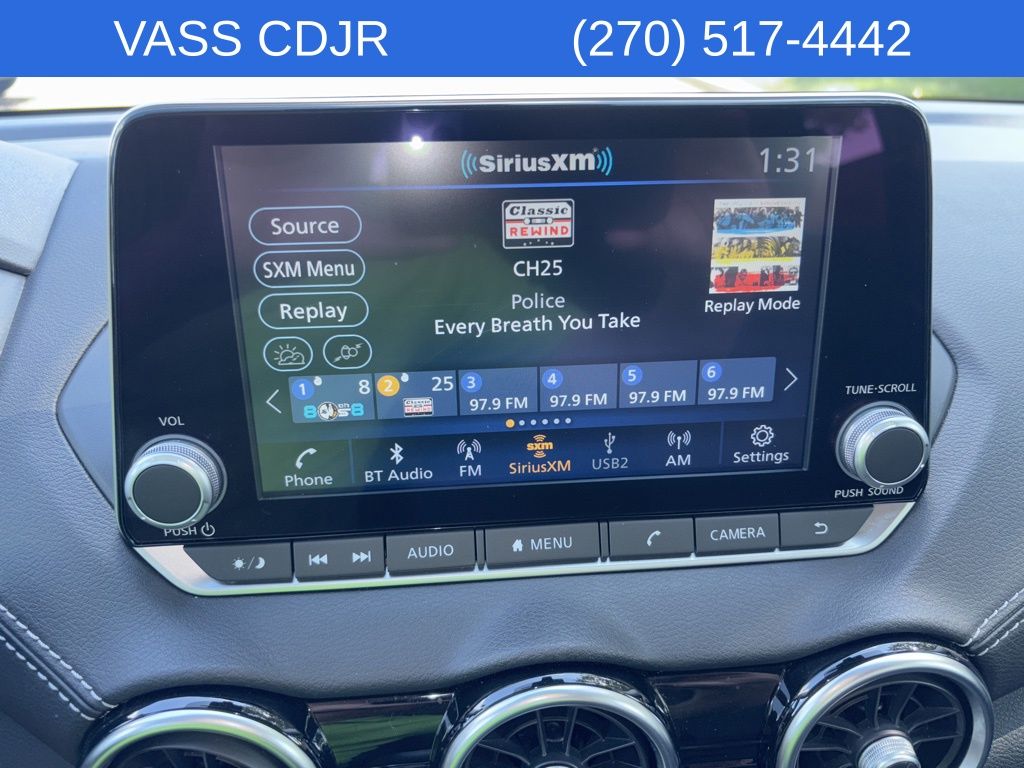 VASS CDJR (270) 517-4442
SiriusXM
1:31
Source
SXM Menu
Replay
Classic
REWIND
CH25
Police
Every Breath You Take
Replay Mode
1 8
2 25
Classic
REWIND
3 97.9 FM
4 97.9 FM
5 97.9 FM
6 97.9 FM
Phone
BT Audio
FM
sxm
SiriusXM
USB2
AM
Settings
VOL
PUSH
TUNE·SCROLL
PUSH SOUND
AUDIO
MENU
CAMERA